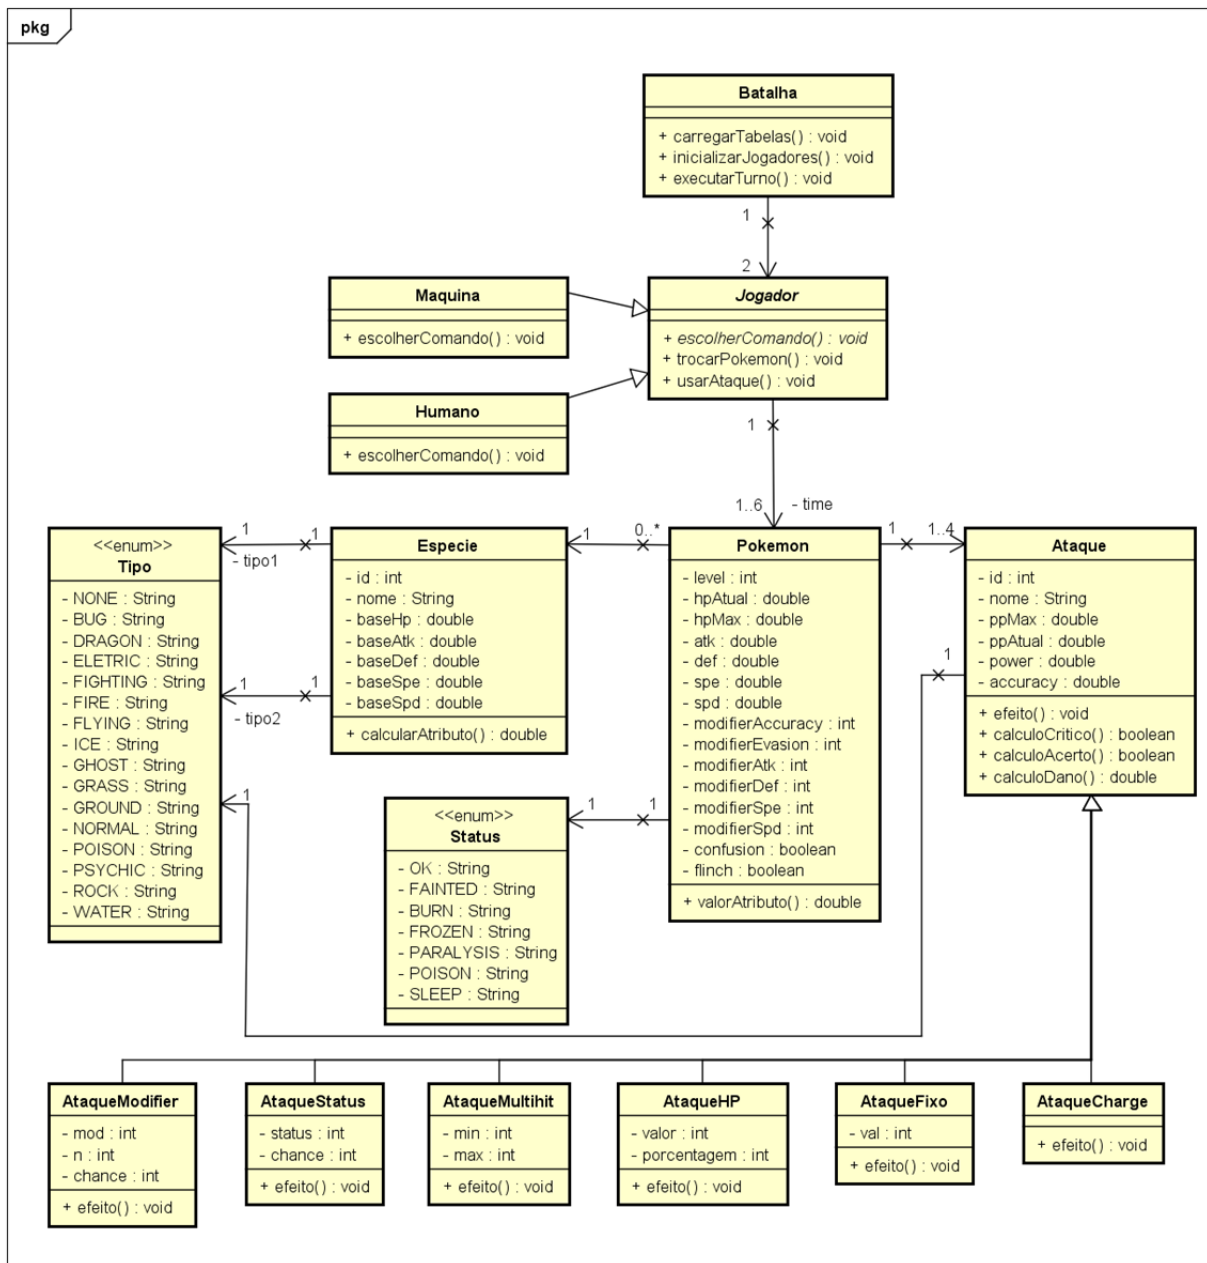 pkg
Batalha
+ carregarTabelas() : void
+ inicializarJogadores() : void
+ executarTurno() : void
1
2
Maquina
+ escolherComando() : void
Jogador
+ escolherComando() : void
+ trocarPokemon() : void
+ usarAtaque() : void
Humano
+ escolherComando() : void
1
1..6
- time
<<enum>>
Tipo
- NONE : String
- BUG : String
- DRAGON : String
- ELETRIC : String
- FIGHTING : String
- FIRE : String
- FLYING : String
- ICE : String
- GHOST : String
- GRASS : String
- GROUND : String
- NORMAL : String
- POISON : String
- PSYCHIC : String
- ROCK : String
- WATER : String
1
1
- tipo1
1
1
- tipo2
1
Especie
- id : int
- nome : String
- baseHp : double
- baseAtk : double
- baseDef : double
- baseSpe : double
- baseSpd : double
+ calcularAtributo() : double
1
0..*
Pokemon
- level : int
- hpAtual : double
- hpMax : double
- atk : double
- def : double
- spe : double
- spd : double
- modifierAccuracy : int
- modifierEvasion : int
- modifierAtk : int
- modifierDef : int
- modifierSpe : int
- modifierSpd : int
- confusion : boolean
- flinch : boolean
+ valorAtributo() : double
1
1..4
Ataque
- id : int
- nome : String
- ppMax : double
- ppAtual : double
- power : double
- accuracy : double
+ efeito() : void
+ calculoCritico() : boolean
+ calculoAcerto() : boolean
+ calculoDano() : double
1
<<enum>>
Status
- OK : String
- FAINTED : String
- BURN : String
- FROZEN : String
- PARALYSIS : String
- POISON : String
- SLEEP : String
1
1
AtaqueModifier
- mod : int
- n : int
- chance : int
+ efeito() : void
AtaqueStatus
- status : int
- chance : int
+ efeito() : void
AtaqueMultihit
- min : int
- max : int
+ efeito() : void
AtaqueHP
- valor : int
- porcentagem : int
+ efeito() : void
AtaqueFixo
- val : int
+ efeito() : void
AtaqueCharge
+ efeito() : void